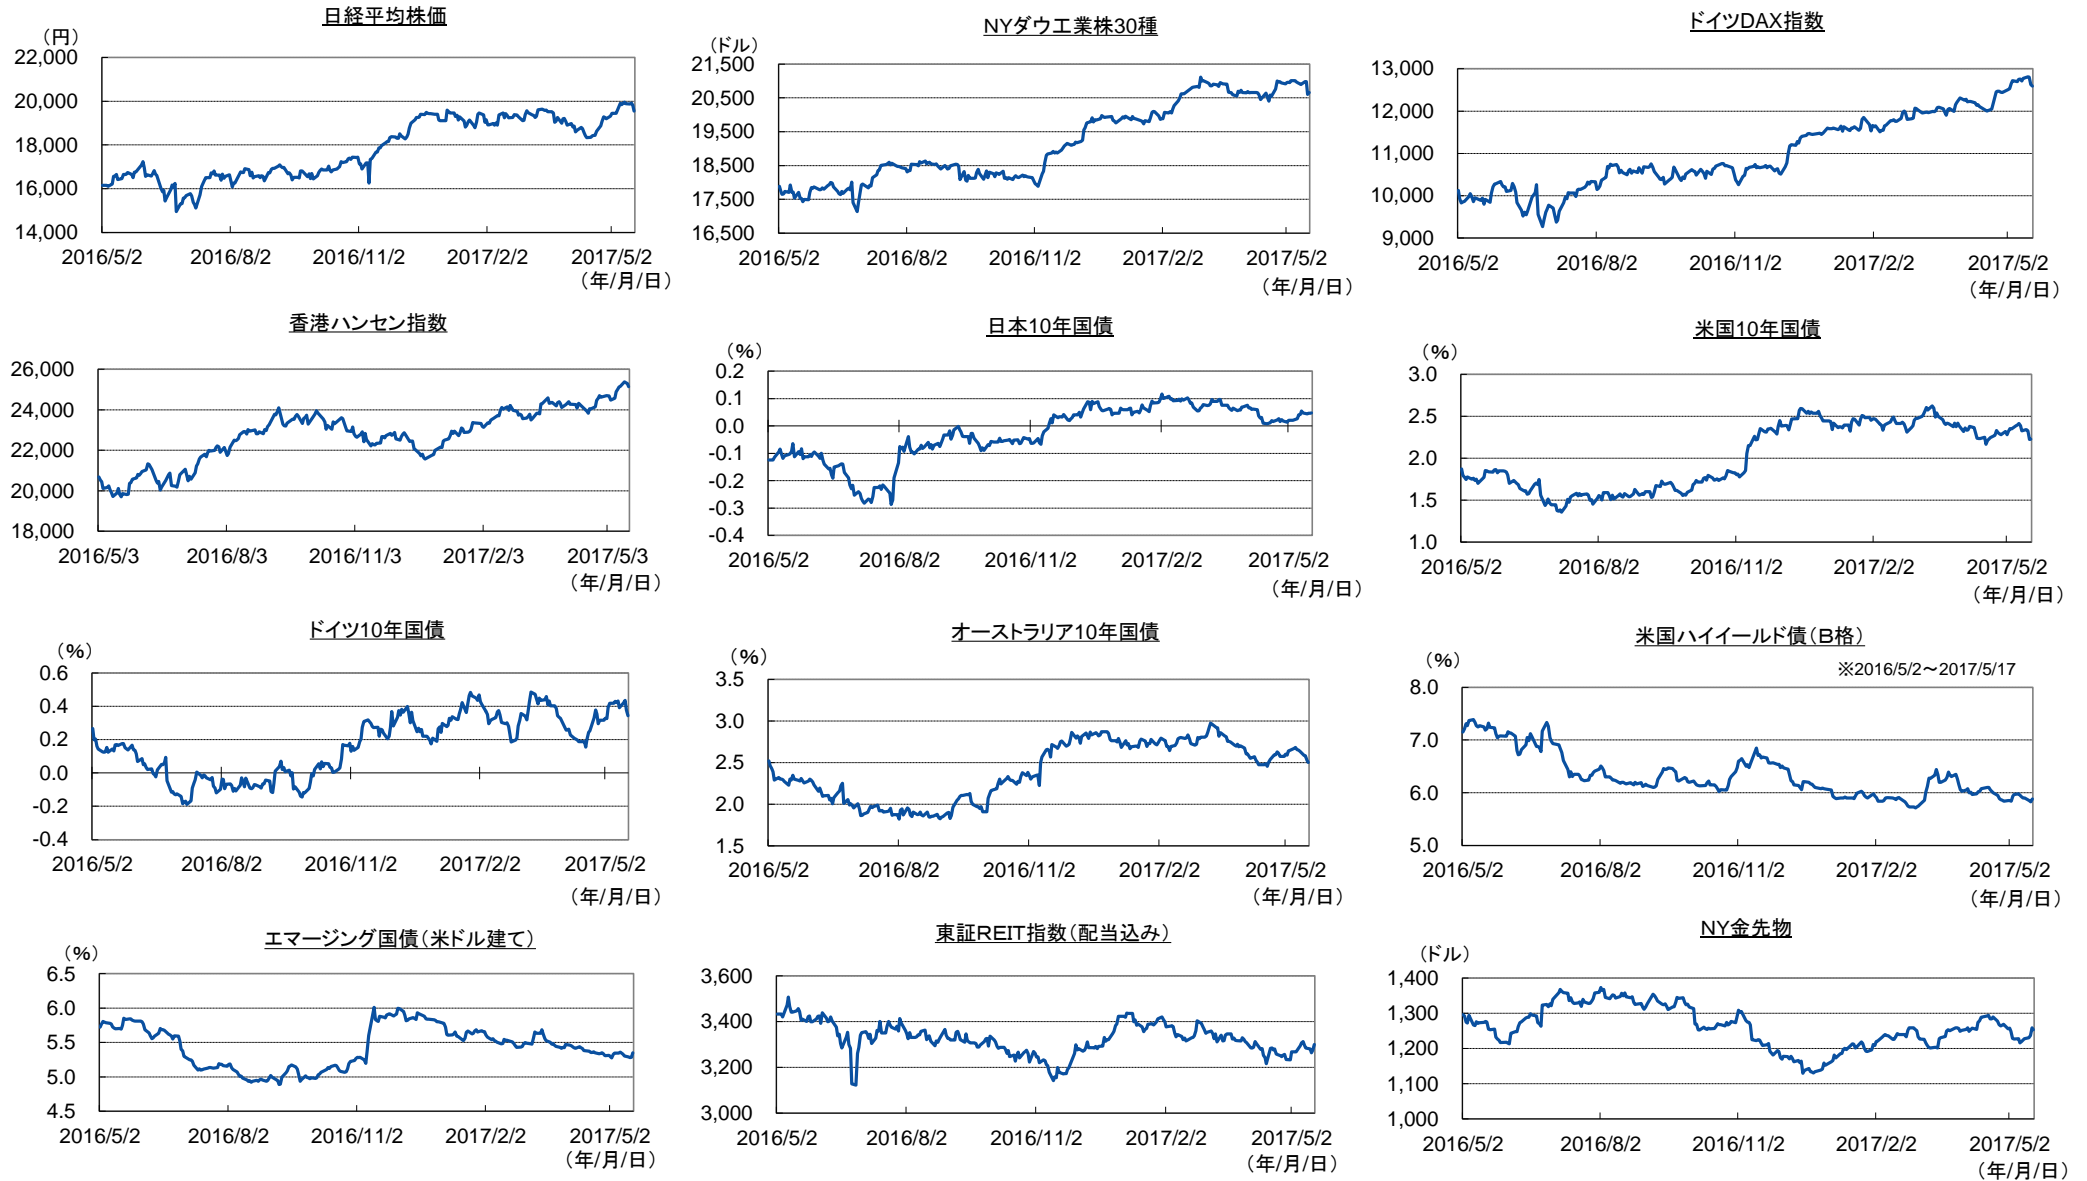 日経平均株価
（円）
22,000
20,000
18,000
16,000
14,000
2016/5/2 2016/8/2 2016/11/2 2017/2/2 2017/5/2
（年/月/日）
NYダウ工業株30種
（ドル）
21,500
20,500
19,500
18,500
17,500
16,500
2016/5/2 2016/8/2 2016/11/2 2017/2/2 2017/5/2
（年/月/日）
ドイツDAX指数
13,000
12,000
11,000
10,000
9,000
2016/5/2 2016/8/2 2016/11/2 2017/2/2 2017/5/2
（年/月/日）
香港ハンセン指数
26,000
24,000
22,000
20,000
18,000
2016/5/3 2016/8/3 2016/11/3 2017/2/3 2017/5/3
（年/月/日）
日本10年国債
（%）
0.2
0.1
0.0
-0.1
-0.2
-0.3
-0.4
2016/5/2 2016/8/2 2016/11/2 2017/2/2 2017/5/2
（年/月/日）
米国10年国債
（%）
3.0
2.5
2.0
1.5
1.0
2016/5/2 2016/8/2 2016/11/2 2017/2/2 2017/5/2
（年/月/日）
ドイツ10年国債
（%）
0.6
0.4
0.2
0.0
-0.2
-0.4
2016/5/2 2016/8/2 2016/11/2 2017/2/2 2017/5/2
（年/月/日）
オーストラリア10年国債
（%）
3.5
3.0
2.5
2.0
1.5
2016/5/2 2016/8/2 2016/11/2 2017/2/2 2017/5/2
（年/月/日）
米国ハイイールド債（B格）
（%）
※2016/5/2～2017/5/17
8.0
7.0
6.0
5.0
2016/5/2 2016/8/2 2016/11/2 2017/2/2 2017/5/2
（年/月/日）
エマージング国債（米ドル建て）
（%）
6.5
6.0
5.5
5.0
4.5
2016/5/2 2016/8/2 2016/11/2 2017/2/2 2017/5/2
（年/月/日）
東証REIT指数（配当込み）
3,600
3,400
3,200
3,000
2016/5/2 2016/8/2 2016/11/2 2017/2/2 2017/5/2
（年/月/日）
NY金先物
（ドル）
1,400
1,300
1,200
1,100
1,000
2016/5/2 2016/8/2 2016/11/2 2017/2/2 2017/5/2
（年/月/日）